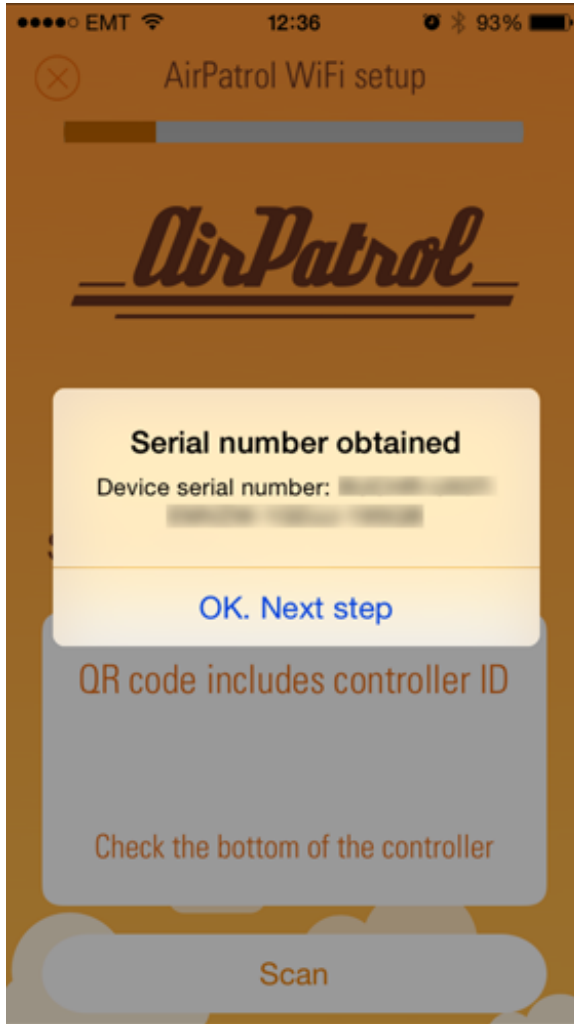 EMT 12:36 93%
AirPatrol WiFi setup
AirPatrol
Serial number obtained
Device serial number:
OK. Next step
QR code includes controller ID
Check the bottom of the controller
Scan